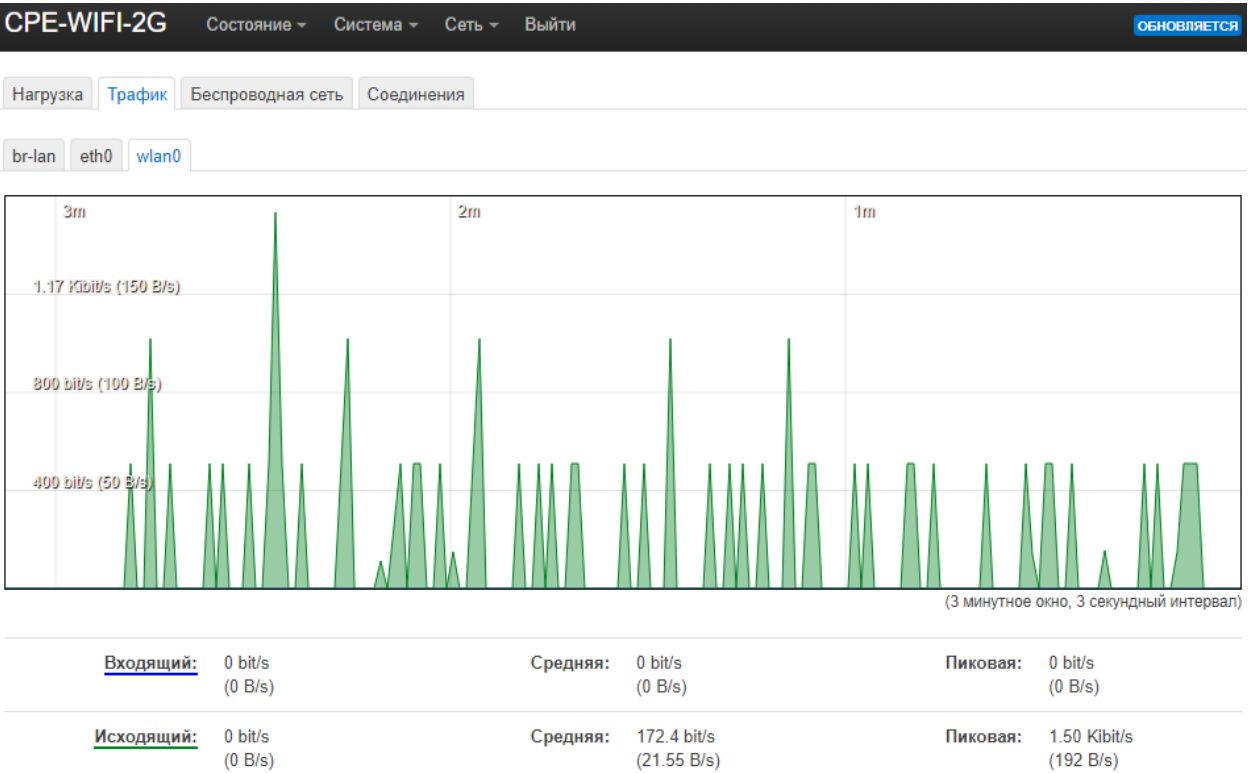 CPE-WIFI-2G Состояние Система Сеть Выйти ОБНОВЛЯЕТСЯ
Нагрузка Трафик Беспроводная сеть Соединения
br-lan eth0 wlan0
3m 2m 1m
1.17 Kibit/s (150 B/s)
800 bit/s (100 B/s)
400 bit/s (50 B/s)
(3 минутное окно, 3 секундный интервал)
Входящий: 0 bit/s Средняя: 0 bit/s Пиковая: 0 bit/s
(0 B/s) (0 B/s) (0 B/s)
Исходящий: 0 bit/s Средняя: 172.4 bit/s Пиковая: 1.50 Kibit/s
(0 B/s) (21.55 B/s) (192 B/s)